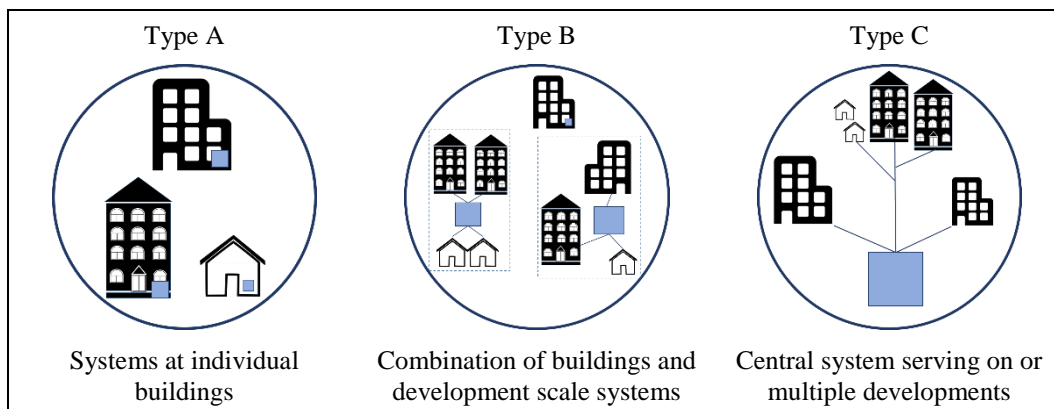 Type A
Type B
Type C
Systems at individual
buildings
Combination of buildings and
development scale systems
Central system serving on or
multiple developments